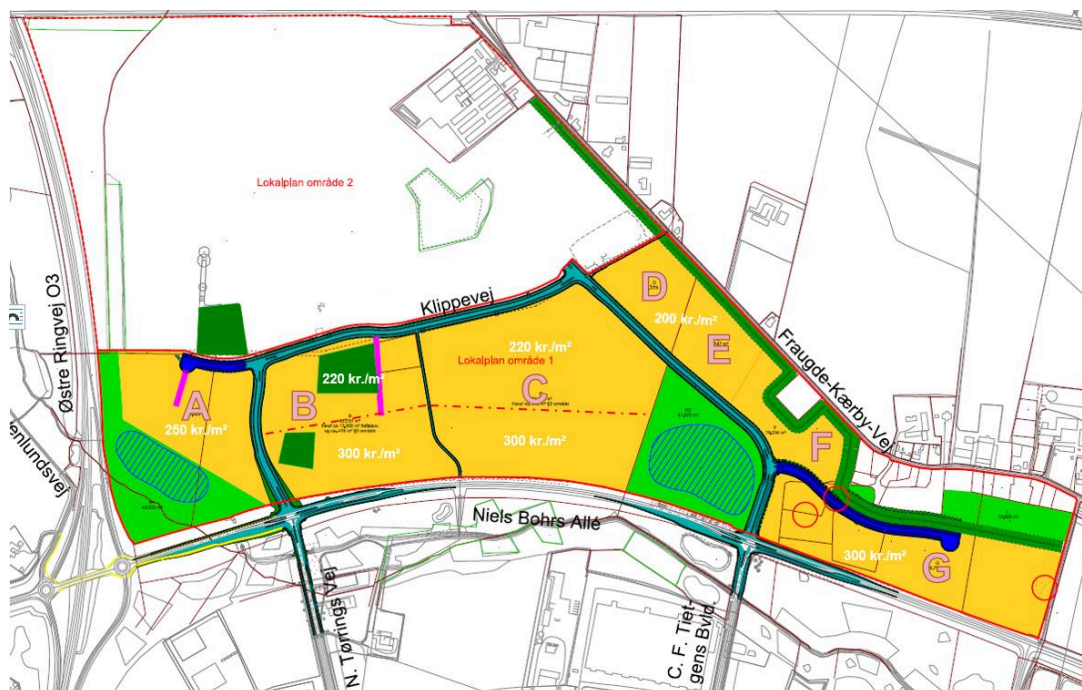 Lokalplan område 2
Østre Ringvej O3
Klippevej
D
200 kr./m²
E
220 kr./m²
Lokalplan område 1
Fraugde-Kærby-Vej
220 kr./m²
A
B
C
250 kr./m²
300 kr./m²
300 kr./m²
F
Niels Bohrs Allé
300 kr./m²
G
N. Tørrings Vej
C. F. Tiet-
gens Blvd.